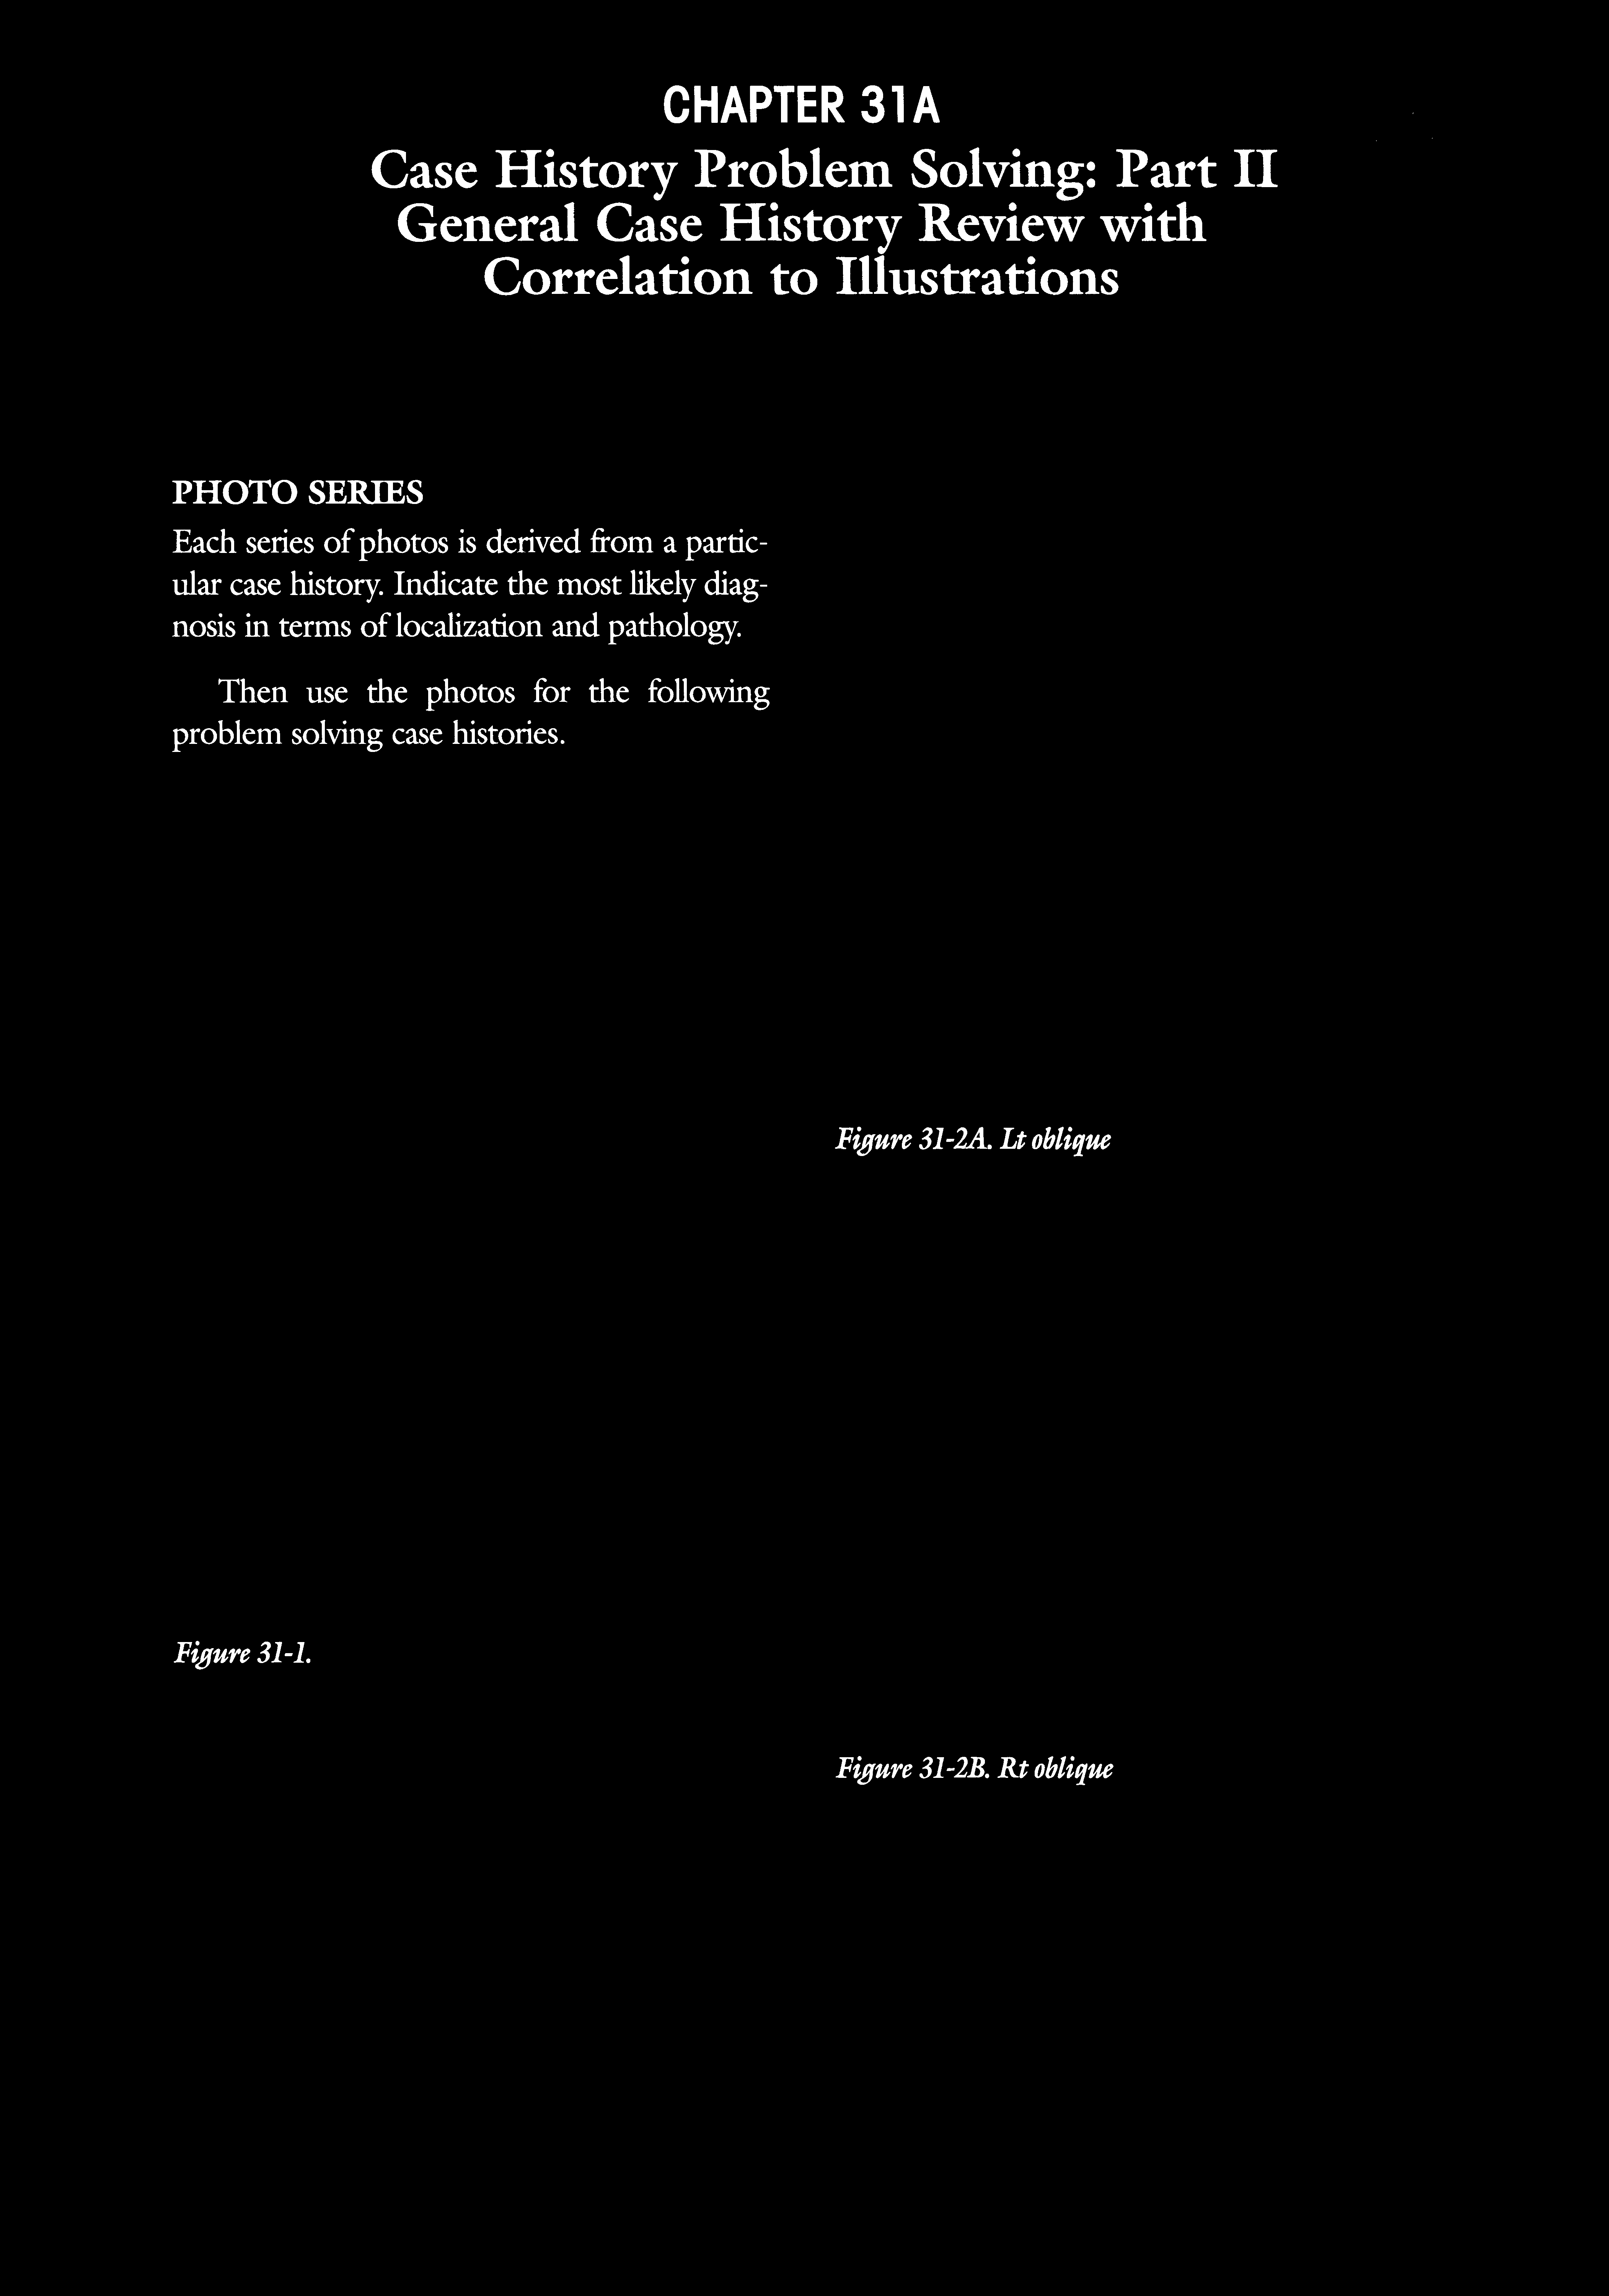 CHAPTER 31A
Case History Problem Solving: Part II
General Case History Review with
Correlation to Illustrations
PHOTO SERIES
Each series of photos is derived from a partic-
ular case history. Indicate the most likely diag-
nosis in terms of localization and pathology.
Then use the photos for the following
problem solving case histories.
Figure 31-1.
Figure 31-2A. Lt oblique
Figure 31-2B. Rt oblique